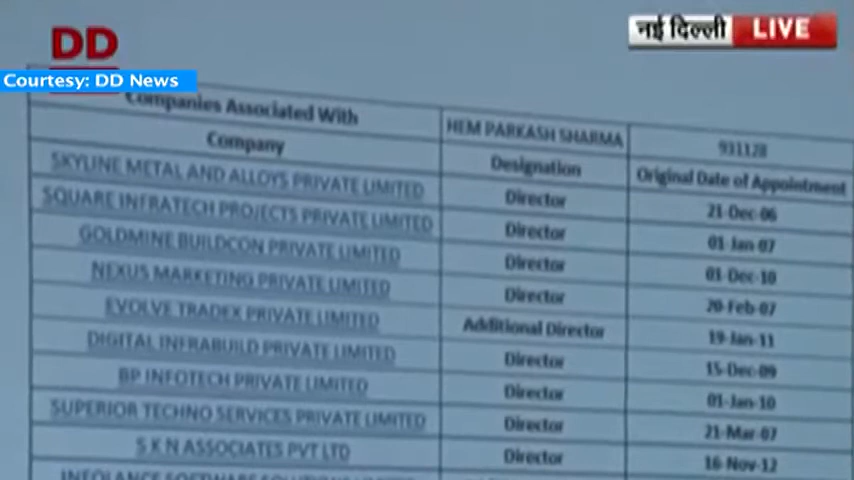 DD
नई दिल्ली LIVE
Courtesy: DD News
Companies Associated With HEM PARKASH SHARMA 931128
Company Designation Original Date of Appointment
SKYLINE METAL AND ALLOYS PRIVATE LIMITED Director 21-Dec-06
SQUARE INFRATECH PROJECTS PRIVATE LIMITED Director 01-Jan-07
GOLDMINE BUILDCON PRIVATE LIMITED Director 01-Dec-10
NEXUS MARKETING PRIVATE LIMITED Director 20-Feb-07
EVOLVE TRADEX PRIVATE LIMITED Additional Director 19-Jan-11
DIGITAL INFRABUILD PRIVATE LIMITED Director 15-Dec-09
BP INFOTECH PRIVATE LIMITED Director 01-Jan-10
SUPERIOR TECHNO SERVICES PRIVATE LIMITED Director 21-Mar-07
S K N ASSOCIATES PVT LTD Director 16-Nov-12